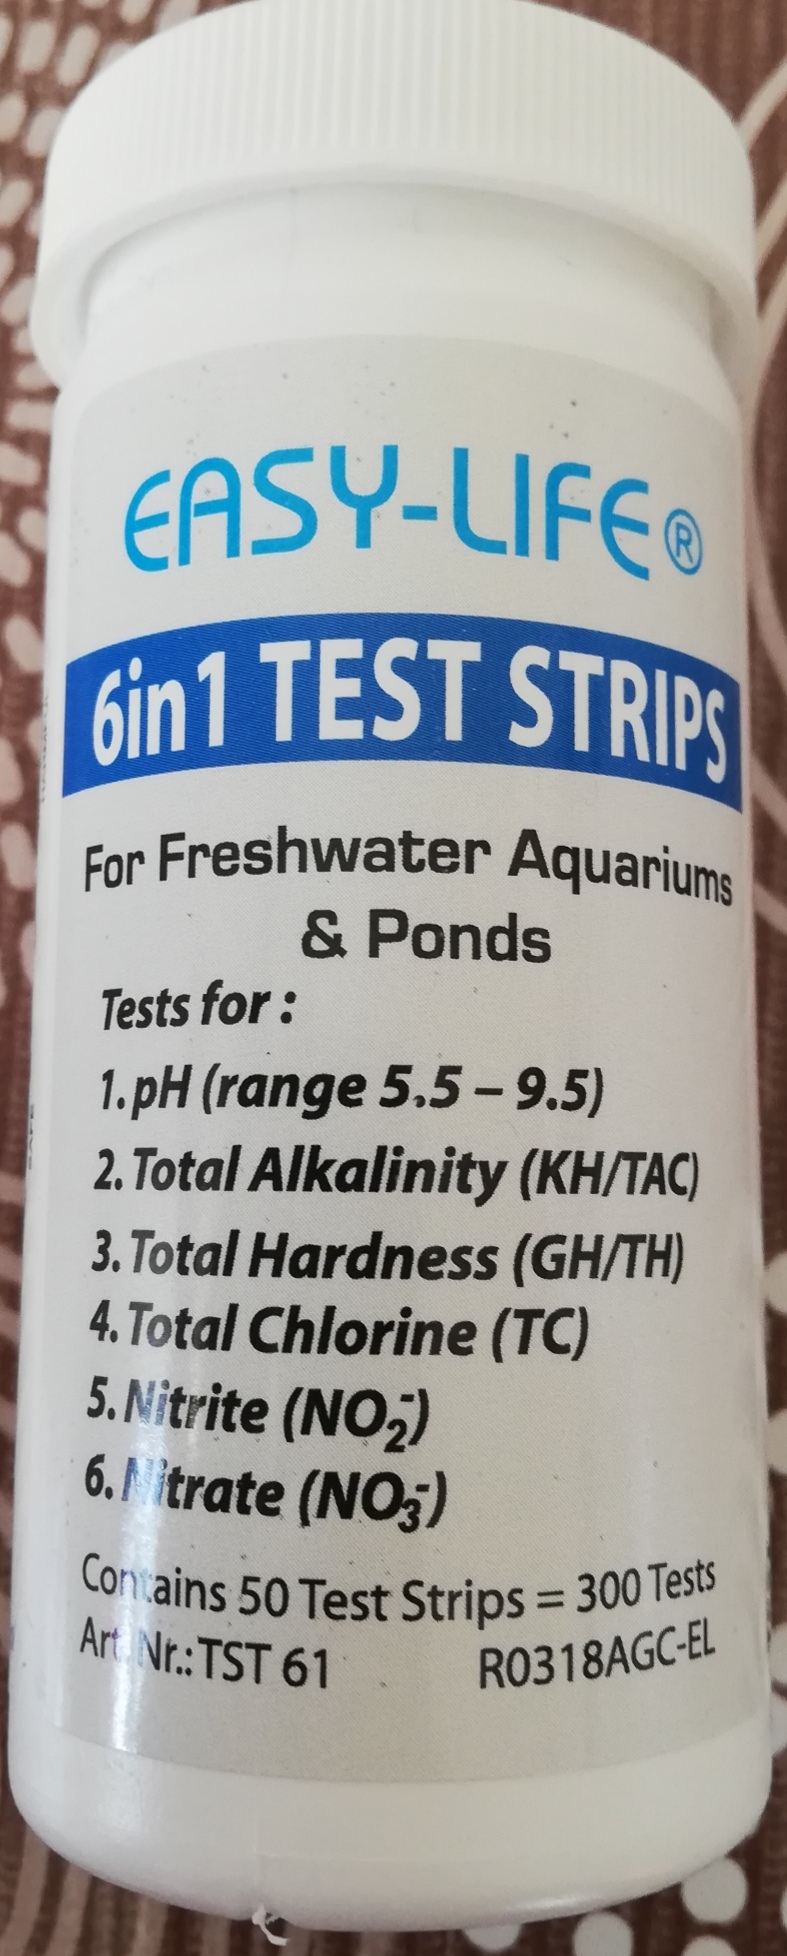 EASY-LIFE®
6in1 TEST STRIPS
For Freshwater Aquariums
& Ponds
Tests for :
1. pH (range 5.5 – 9.5)
2. Total Alkalinity (KH/TAC)
3. Total Hardness (GH/TH)
4. Total Chlorine (TC)
5. Nitrite (NO₂⁻)
6. Nitrate (NO₃⁻)
Contains 50 Test Strips = 300 Tests
Art. Nr.: TST 61 R0318AGC-EL